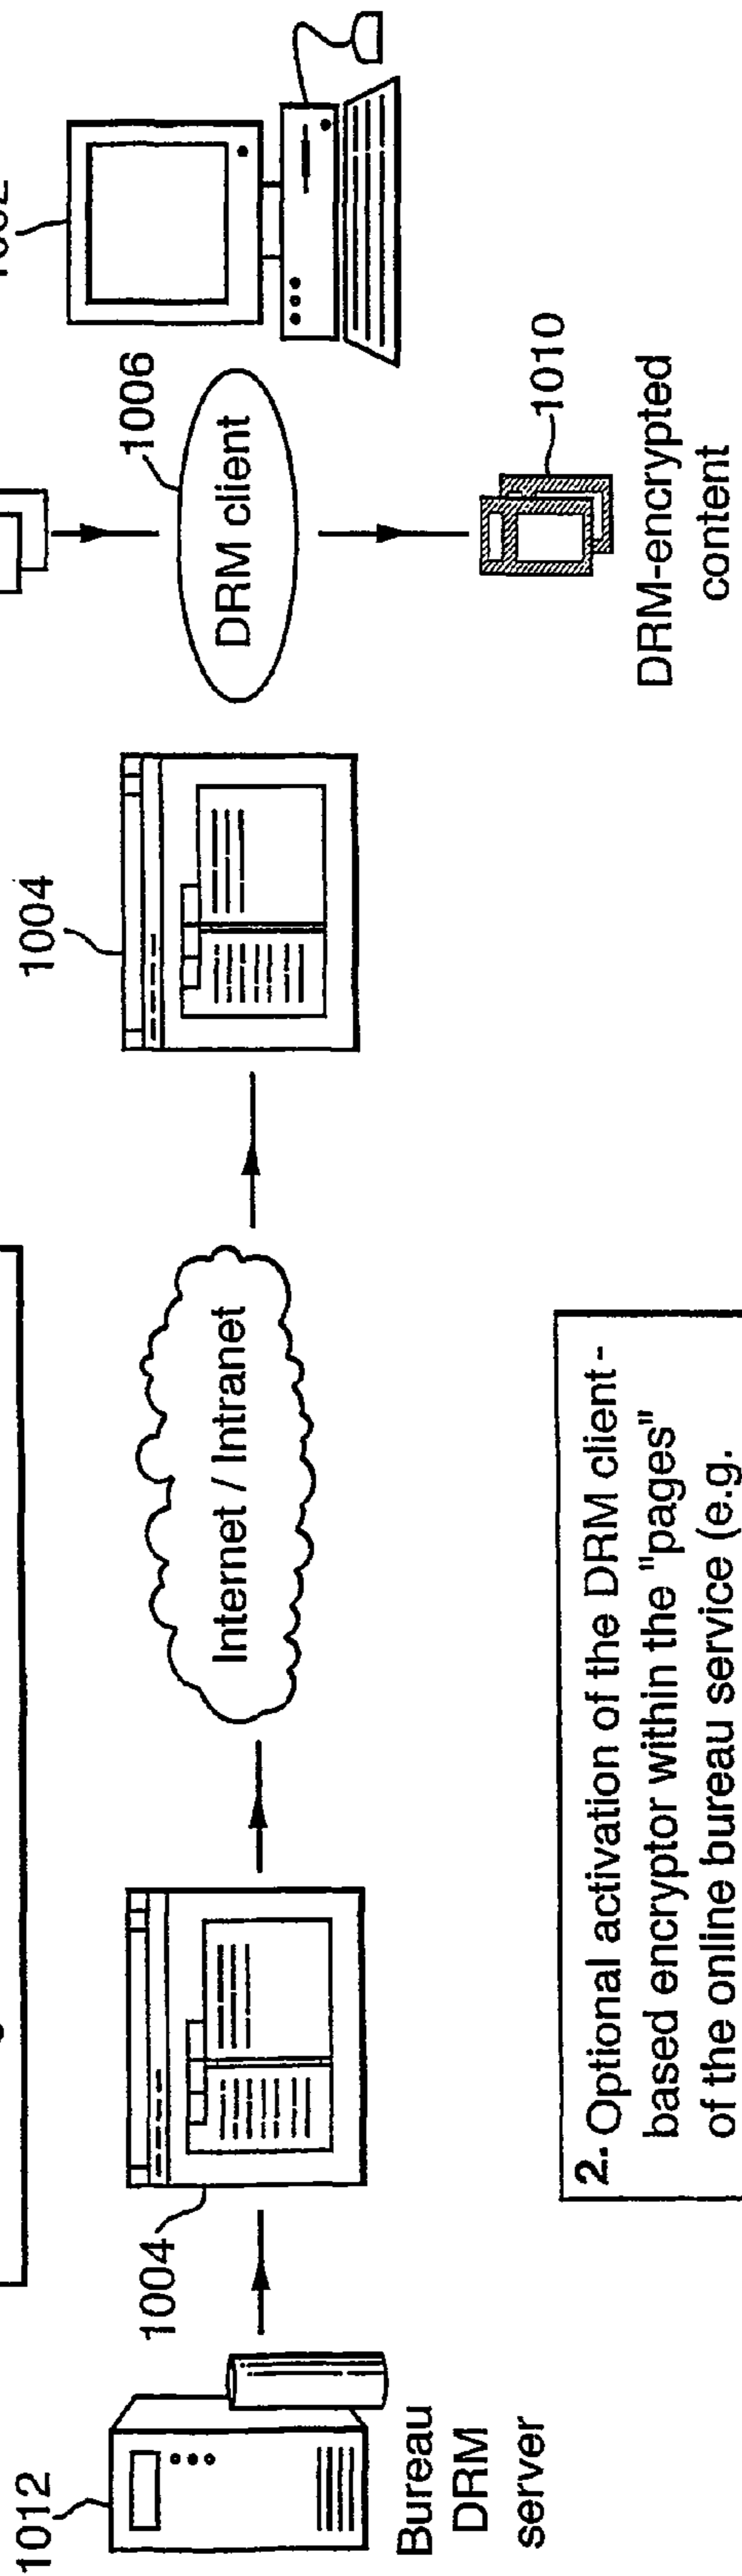 1012
Bureau
DRM
server
1004
Internet / Intranet
1004
DRM client
1006
1010
DRM-encrypted
content
2. Optional activation of the DRM client-
based encryptor within the "pages"
of the online bureau service (e.g.